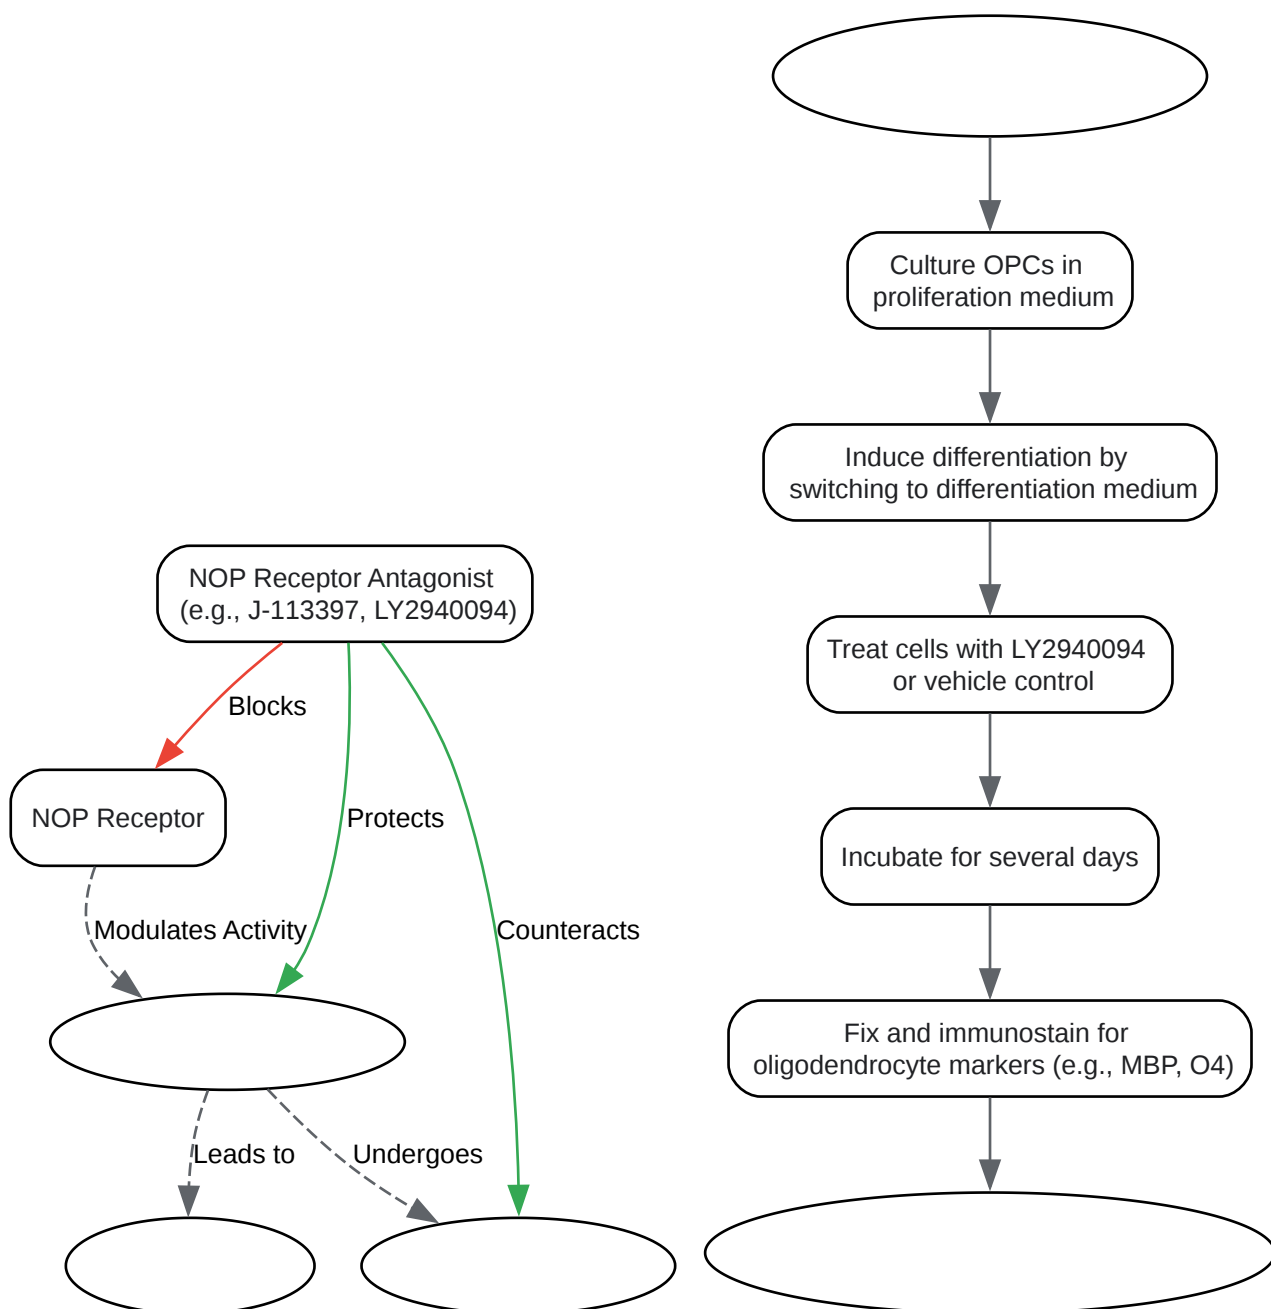 NOP Receptor Antagonist
(e.g., J-113397, LY2940094)
Blocks
NOP Receptor
Protects
Modulates Activity
Counteracts
Leads to
Undergoes
Culture OPCs in
proliferation medium
Induce differentiation by
switching to differentiation medium
Treat cells with LY2940094
or vehicle control
Incubate for several days
Fix and immunostain for
oligodendrocyte markers (e.g., MBP, O4)